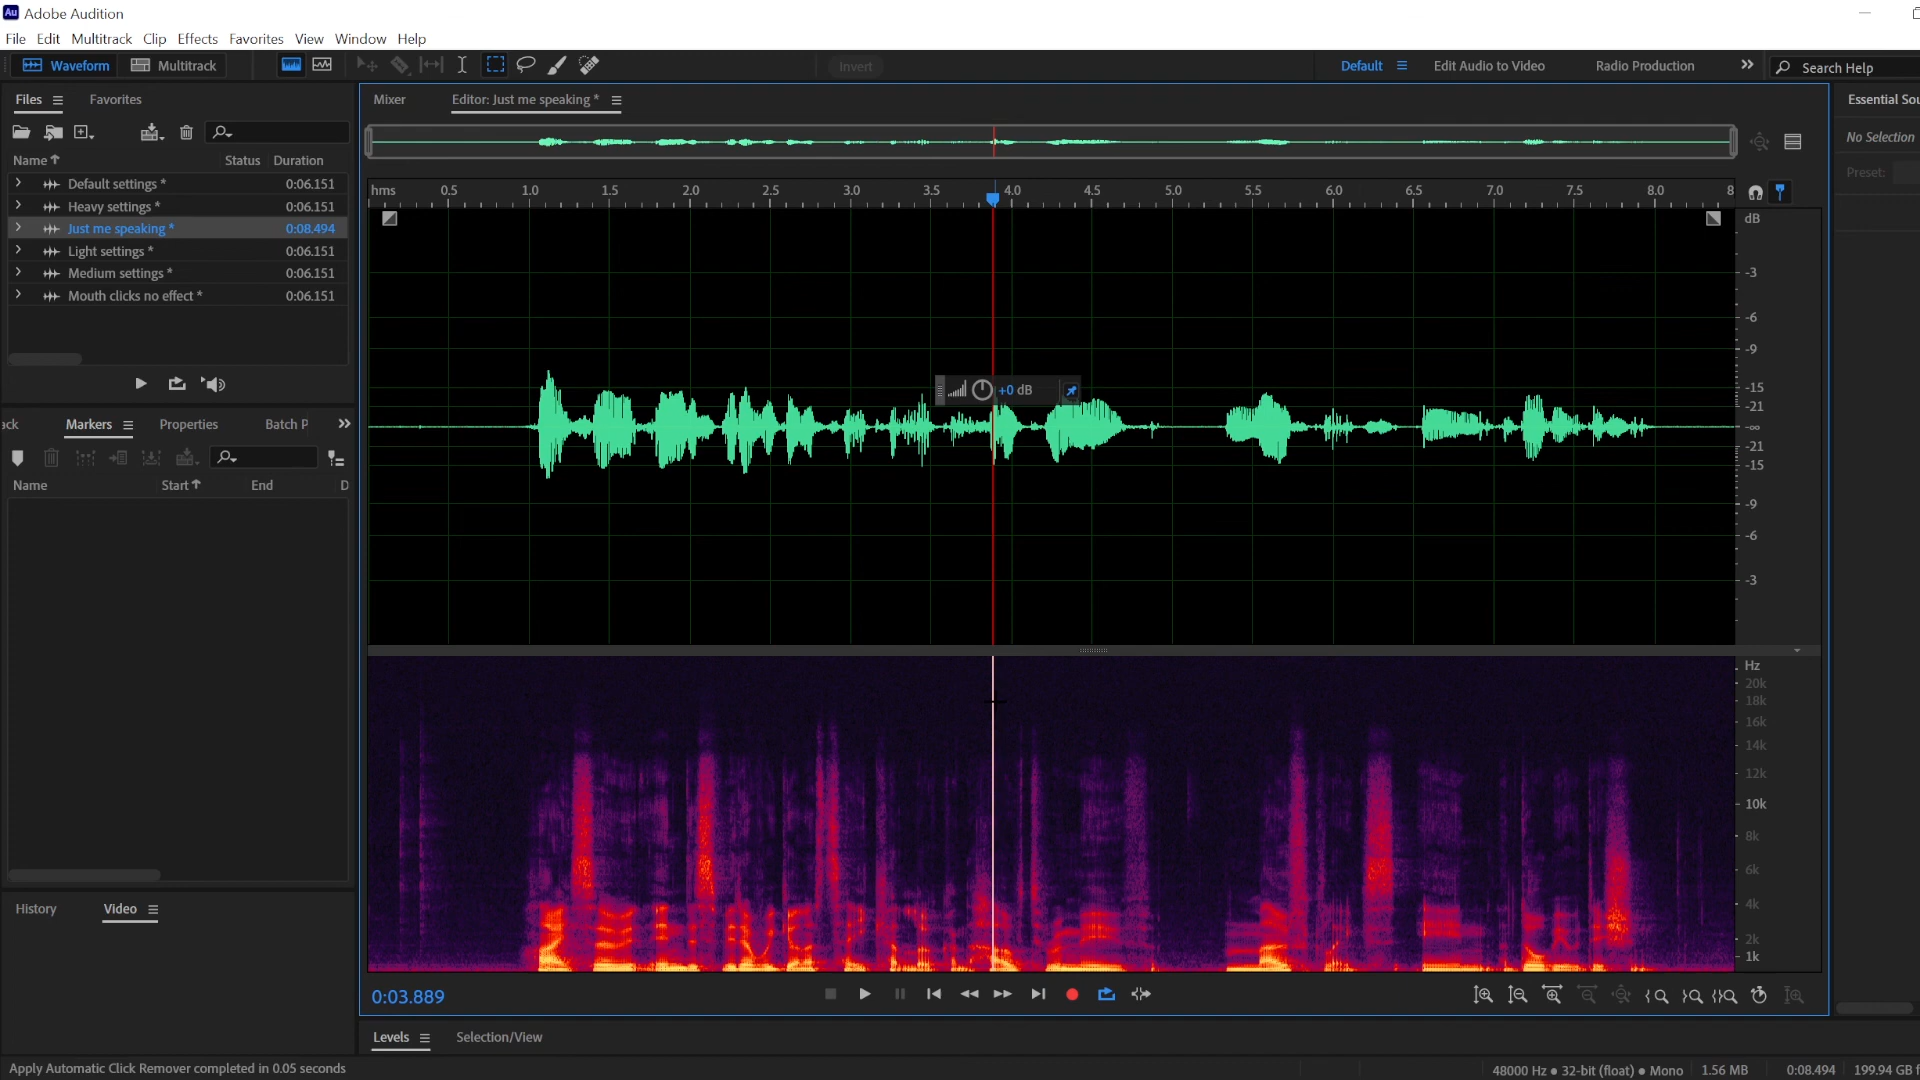 Au Adobe Audition
File Edit Multitrack Clip Effects Favorites View Window Help
Waveform Multitrack Invert Default Edit Audio to Video Radio Production Search Help
Files Favorites
Name Status Duration
Default settings * 0:06.151
Heavy settings * 0:06.151
Just me speaking * 0:08.494
Light settings * 0:06.151
Medium settings * 0:06.151
Mouth clicks no effect * 0:06.151
ack Markers Properties Batch P
Name Start End D
History Video
Mixer Editor: Just me speaking *
hms 0.5 1.0 1.5 2.0 2.5 3.0 3.5 4.0 4.5 5.0 5.5 6.0 6.5 7.0 7.5 8.0 8
dB
-3
-6
-9
-15
-21
-∞
-21
-15
-9
-6
-3
+0 dB
Hz
20k
18k
16k
14k
12k
10k
8k
6k
4k
2k
1k
0:03.889
Levels Selection/View
Essential Sou
No Selection
Preset:
Apply Automatic Click Remover completed in 0.05 seconds
48000 Hz ● 32-bit (float) ● Mono 1.56 MB 0:08.494 199.94 GB f